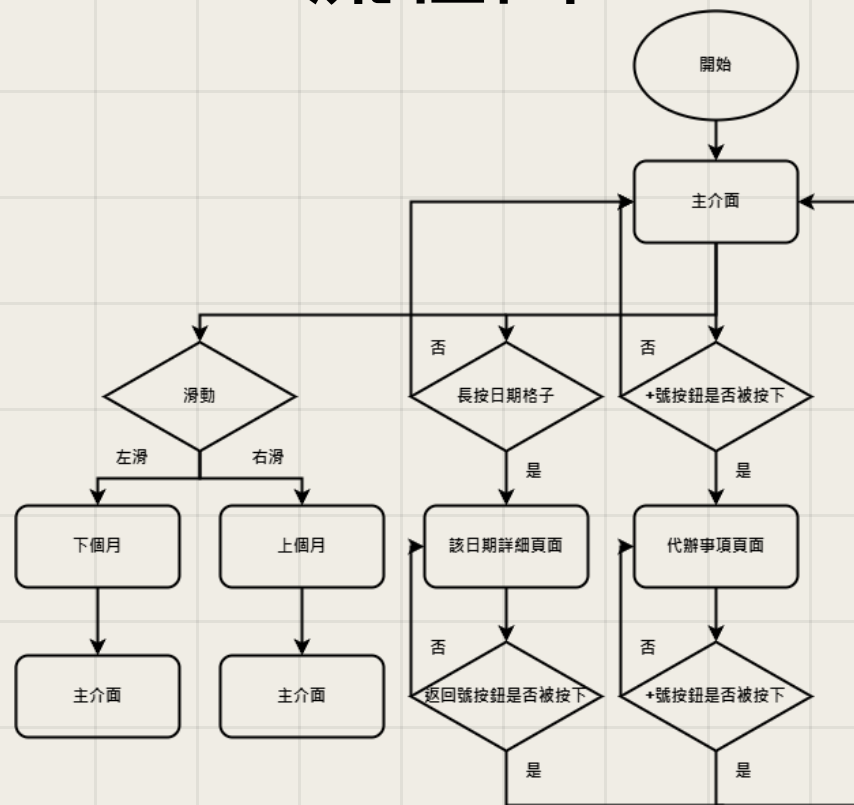 開始
主介面
否
否
滑動
長按日期格子
+號按鈕是否被按下
左滑
右滑
是
是
下個月
上個月
該日期詳細頁面
代辦事項頁面
否
否
主介面
主介面
返回號按鈕是否被按下
+號按鈕是否被按下
是
是